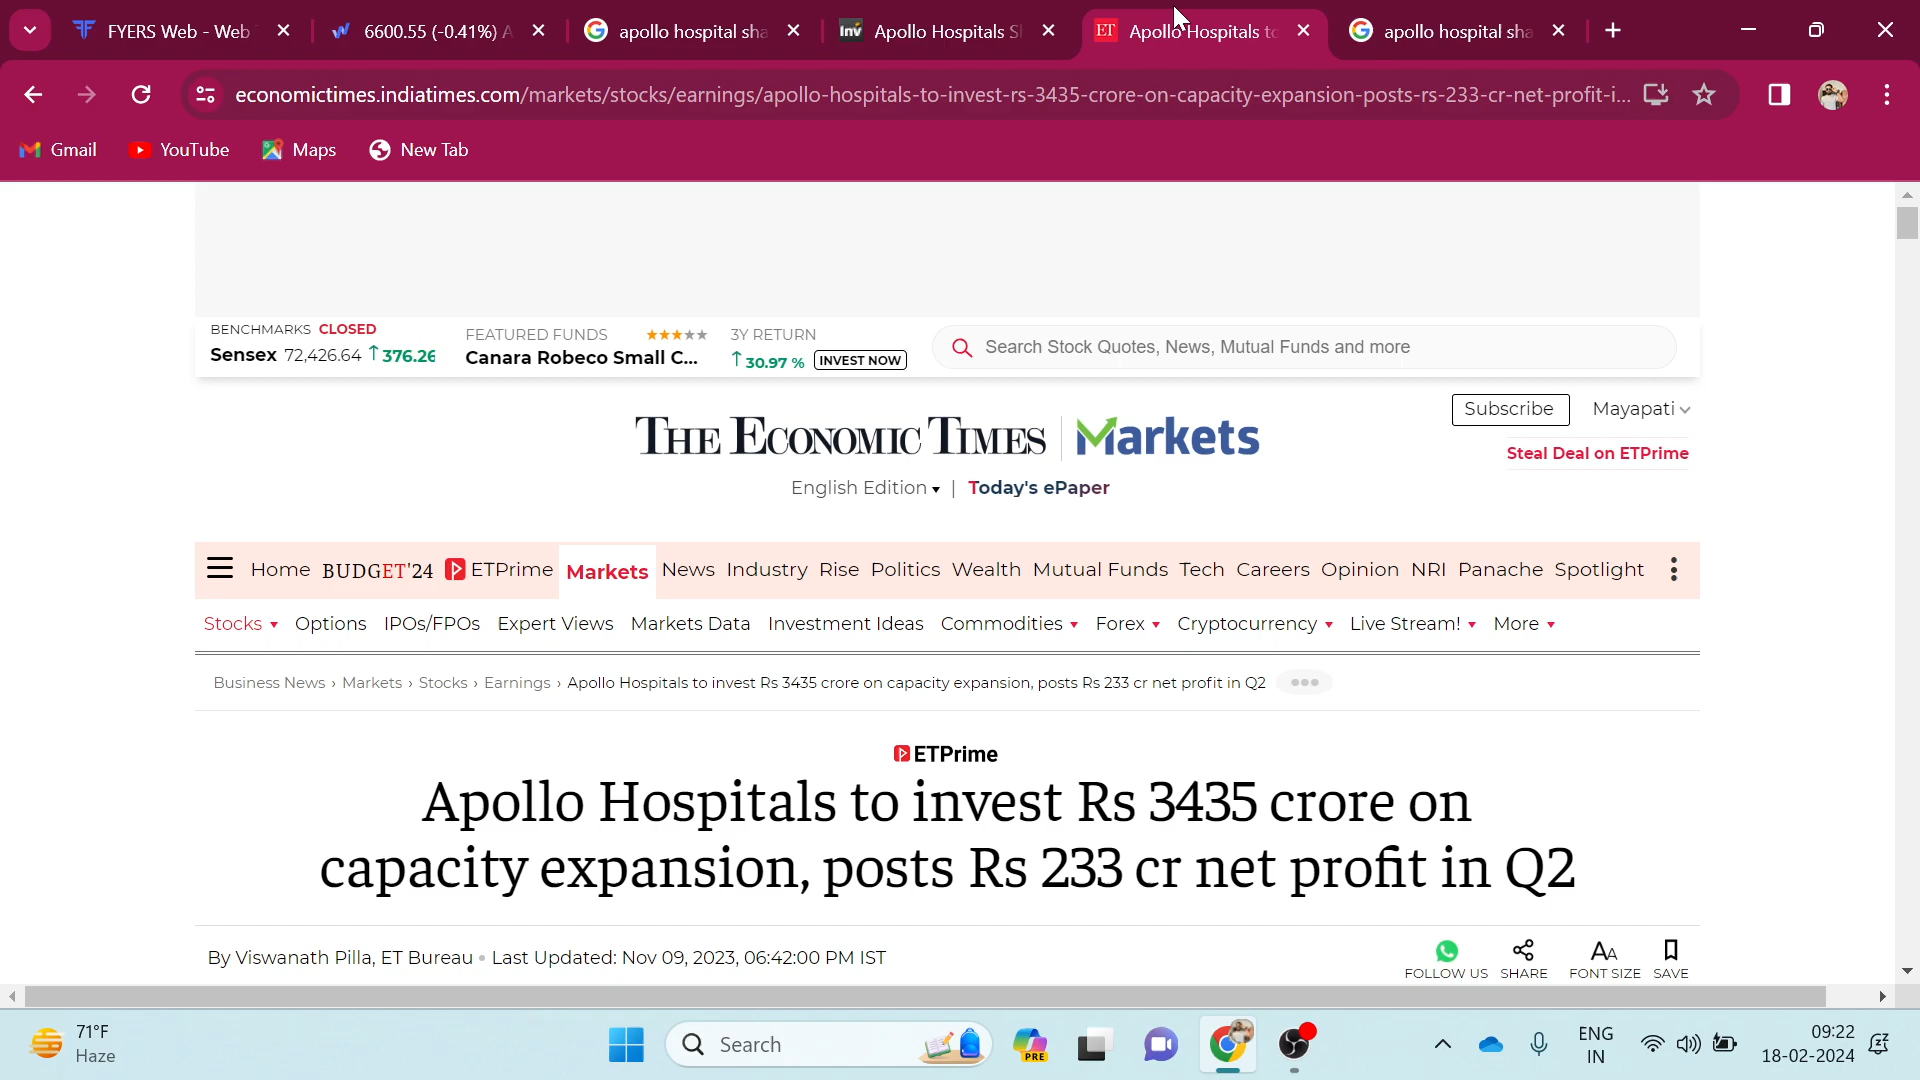 FYERS Web - Web
6600.55 (-0.41%) A
apollo hospital sha
Inv Apollo Hospitals S
ET Apollo Hospitals to
apollo hospital sha
economictimes.indiatimes.com/markets/stocks/earnings/apollo-hospitals-to-invest-rs-3435-crore-on-capacity-expansion-posts-rs-233-cr-net-profit-i...
Gmail YouTube Maps New Tab
BENCHMARKS CLOSED
Sensex 72,426.64 ↑ 376.26
FEATURED FUNDS ★★★★★
Canara Robeco Small C...
3Y RETURN
↑ 30.97 % INVEST NOW
Search Stock Quotes, News, Mutual Funds and more
THE ECONOMIC TIMES | Markets
Subscribe Mayapati
Steal Deal on ETPrime
English Edition | Today's ePaper
Home BUDGET'24 ETPrime Markets News Industry Rise Politics Wealth Mutual Funds Tech Careers Opinion NRI Panache Spotlight
Stocks Options IPOs/FPOs Expert Views Markets Data Investment Ideas Commodities Forex Cryptocurrency Live Stream! More
Business News › Markets › Stocks › Earnings › Apollo Hospitals to invest Rs 3435 crore on capacity expansion, posts Rs 233 cr net profit in Q2
ETPrime
Apollo Hospitals to invest Rs 3435 crore on
capacity expansion, posts Rs 233 cr net profit in Q2
By Viswanath Pilla, ET Bureau • Last Updated: Nov 09, 2023, 06:42:00 PM IST
FOLLOW US SHARE FONT SIZE SAVE
71°F
Haze
Search
PRE
ENG
IN
09:22
18-02-2024